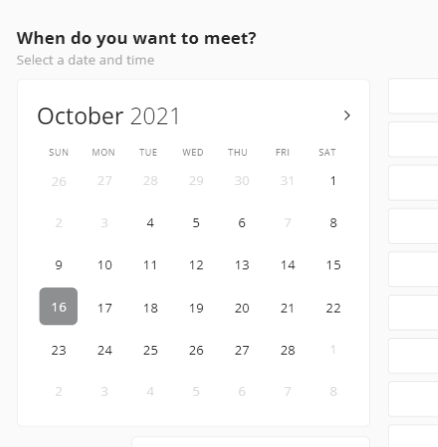 When do you want to meet?
Select a date and time
October 2021
SUN MON TUE WED THU FRI SAT
26 27 28 29 30 31 1
2 3 4 5 6 7 8
9 10 11 12 13 14 15
16 17 18 19 20 21 22
23 24 25 26 27 28 1
2 3 4 5 6 7 8